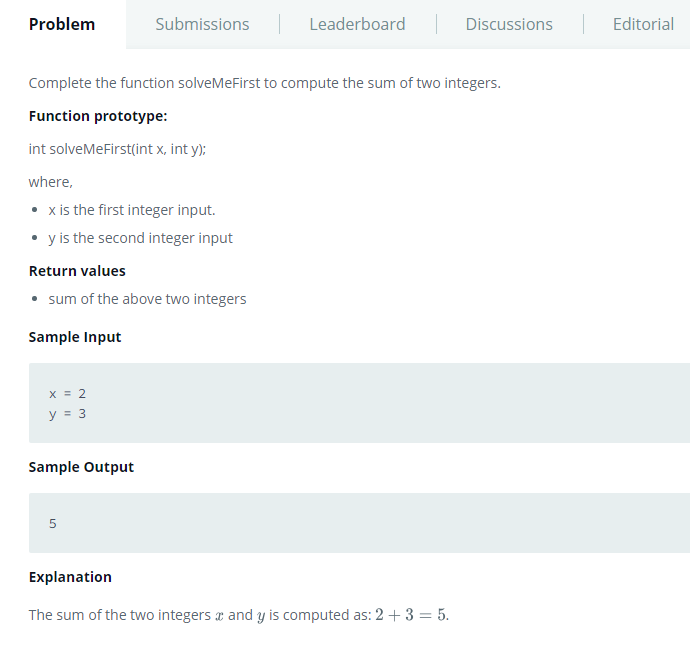 Problem Submissions Leaderboard Discussions Editorial
Complete the function solveMeFirst to compute the sum of two integers.
Function prototype:
int solveMeFirst(int x, int y);
where,
• x is the first integer input.
• y is the second integer input
Return values
• sum of the above two integers
Sample Input
x = 2
y = 3
Sample Output
5
Explanation
The sum of the two integers x and y is computed as: 2 + 3 = 5.